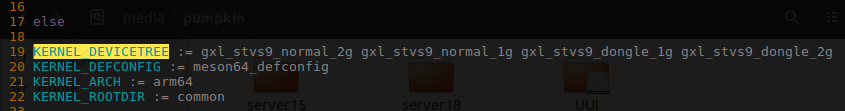 16
media pumpkin
17 else
18
19 KERNEL_DEVICETREE := gxl_stvs9_normal_2g gxl_stvs9_normal_1g gxl_stvs9_dongle_1g gxl_stvs9_dongle_2g
20 KERNEL_DEFCONFIG := meson64_defconfig
21 KERNEL_ARCH := arm64
22 KERNEL_ROOTDIR := common
server15 server18 UUI
23